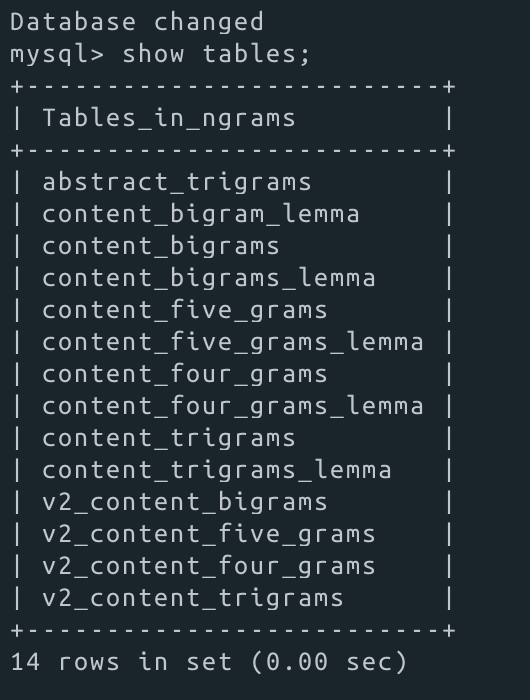 Database changed
mysql> show tables;
+--------------------------+
| Tables_in_ngrams         |
+--------------------------+
| abstract_trigrams        |
| content_bigram_lemma     |
| content_bigrams          |
| content_bigrams_lemma    |
| content_five_grams       |
| content_five_grams_lemma |
| content_four_grams       |
| content_four_grams_lemma |
| content_trigrams         |
| content_trigrams_lemma   |
| v2_content_bigrams       |
| v2_content_five_grams    |
| v2_content_four_grams    |
| v2_content_trigrams      |
+--------------------------+
14 rows in set (0.00 sec)